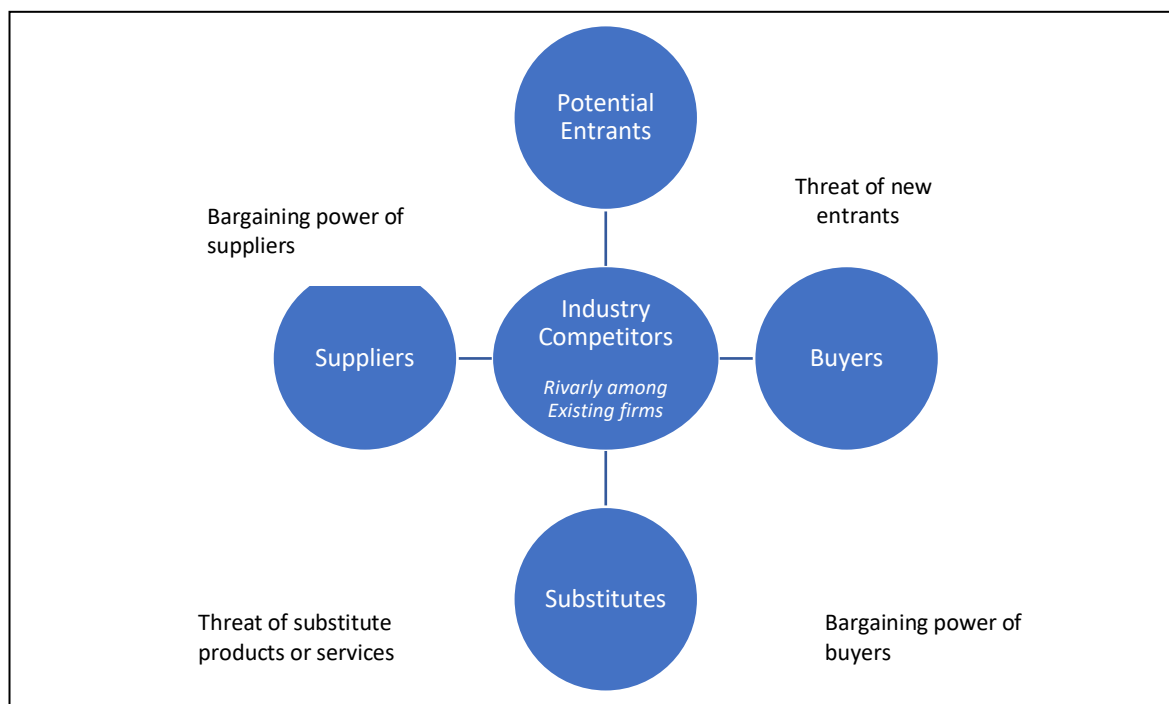 Potential
Entrants
Threat of new
entrants
Bargaining power of
suppliers
Industry
Competitors
Rivarly among
Existing firms
Suppliers
Buyers
Substitutes
Threat of substitute
products or services
Bargaining power of
buyers